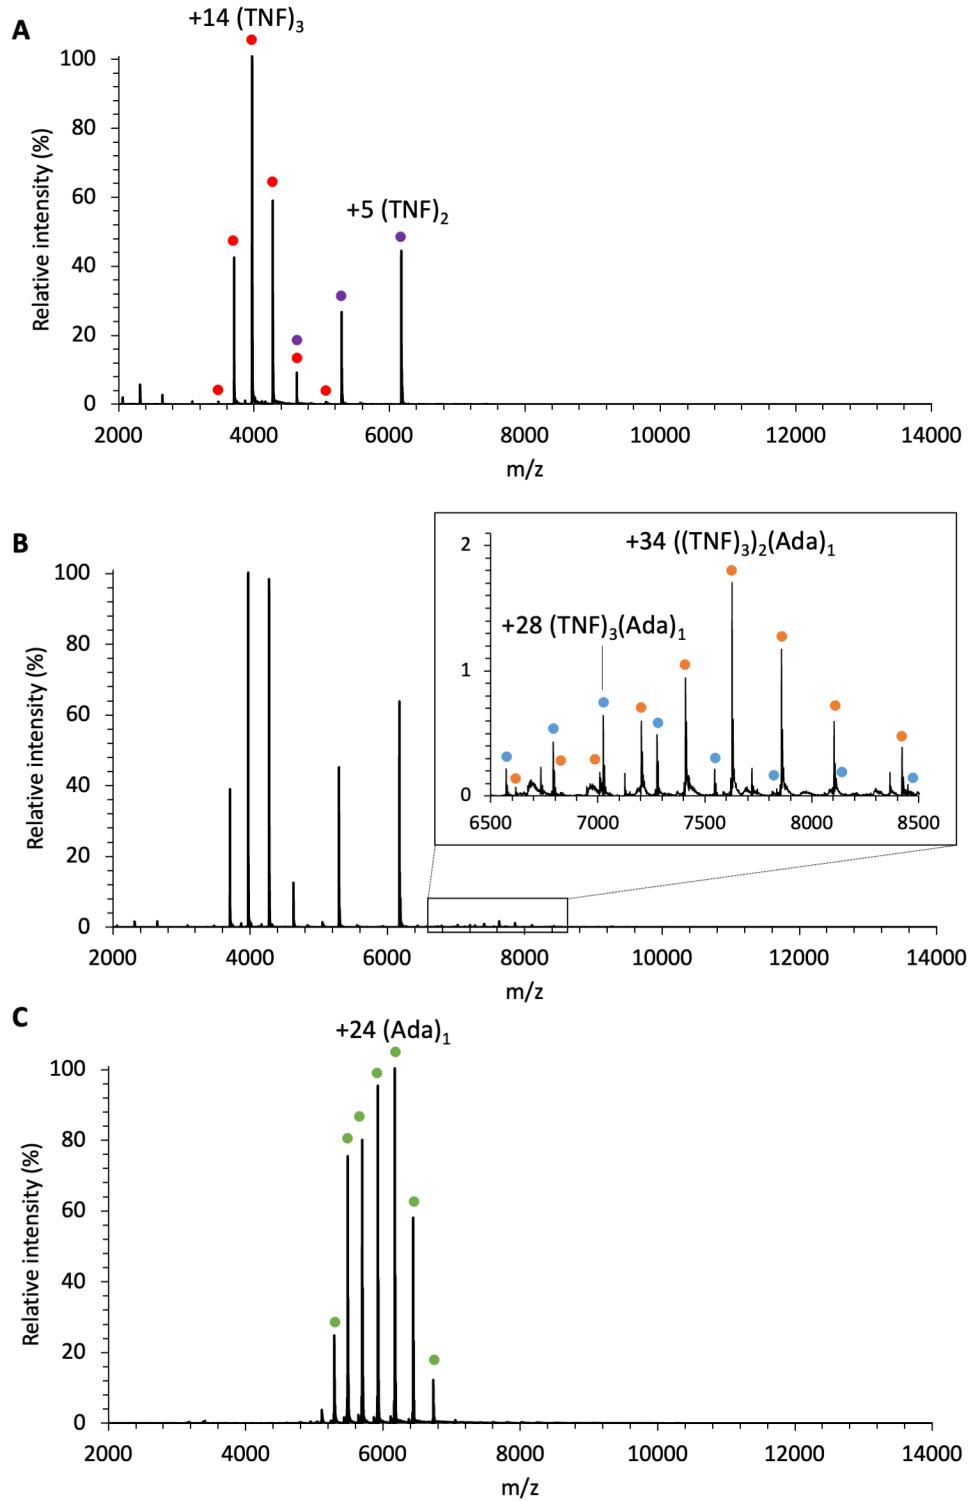 A
+14 (TNF)3
100
80
60
40
20
0
Relative intensity (%)
+5 (TNF)2
2000 4000 6000 8000 10000 12000 14000
m/z
B
100
80
60
40
20
0
Relative intensity (%)
2
1
0
+34 ((TNF)3)2(Ada)1
+28 (TNF)3(Ada)1
6500 7000 7500 8000 8500
2000 4000 6000 8000 10000 12000 14000
m/z
C
+24 (Ada)1
100
80
60
40
20
0
Relative intensity (%)
2000 4000 6000 8000 10000 12000 14000
m/z